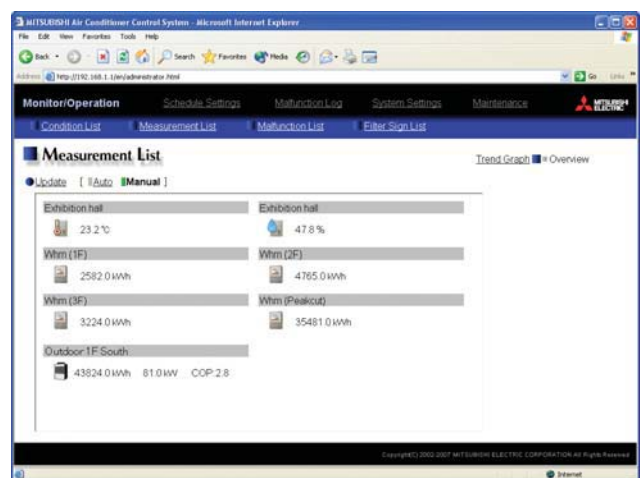 MITSUBISHI Air Conditioner Control System - Microsoft Internet Explorer
File Edit View Favorites Tools Help
Back Search Favorites Media
Address http://192.168.1.1/en/administrator.html Go Links
Monitor/Operation Schedule Settings Malfunction Log System Settings Maintenance MITSUBISHI ELECTRIC
Condition List Measurement List Malfunction List Filter Sign List
Measurement List Trend Graph Overview
Update [ Auto Manual ]
Exhibition hall Exhibition hall
23.2℃ 47.8%
Whm (1F) Whm (2F)
2582.0 kWh 4765.0 kWh
Whm (3F) Whm (Peakcut)
3224.0 kWh 35481.0 kWh
Outdoor 1F South
43824.0 kWh 81.0 kW COP:2.8
Copyright(C) 2002-2007 MITSUBISHI ELECTRIC CORPORATION All Rights Reserved
Internet